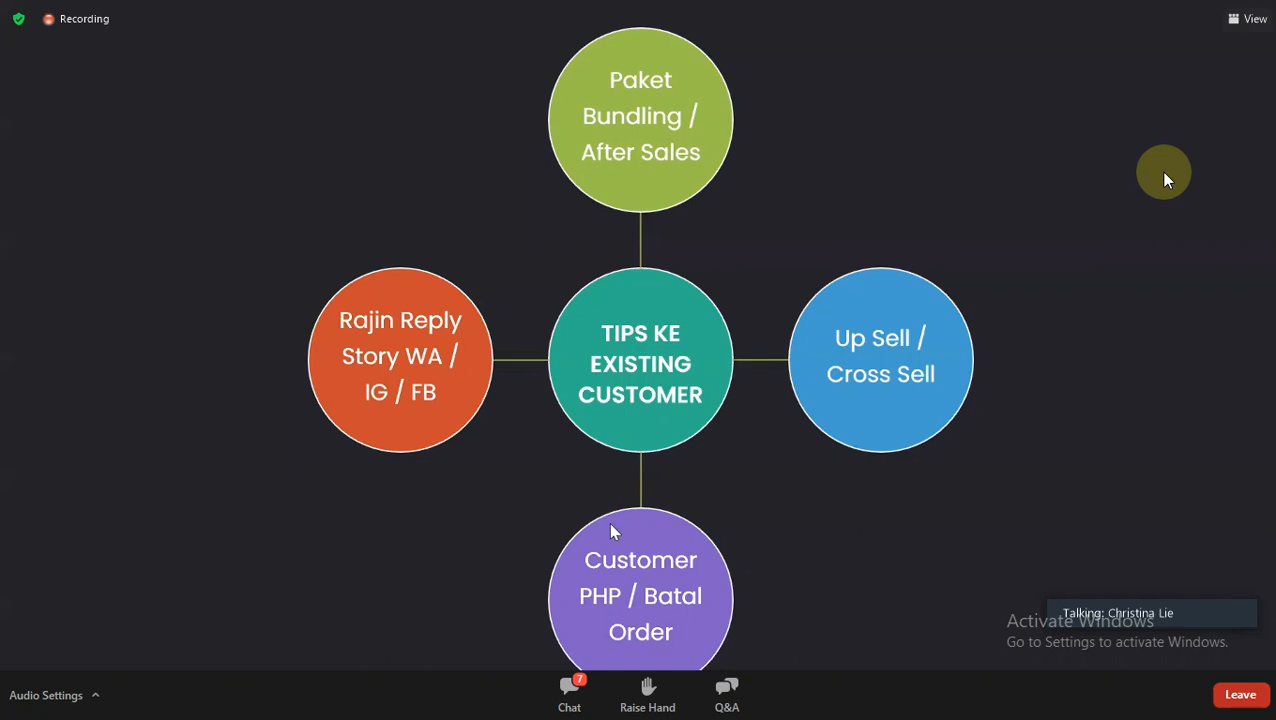 Recording
View
Paket
Bundling /
After Sales
Rajin Reply
Story WA /
IG / FB
TIPS KE
EXISTING
CUSTOMER
Up Sell /
Cross Sell
Customer
PHP / Batal
Order
Talking: Christina Lie
Activate Windows
Go to Settings to activate Windows.
Audio Settings
7
Chat
Raise Hand
Q&A
Leave